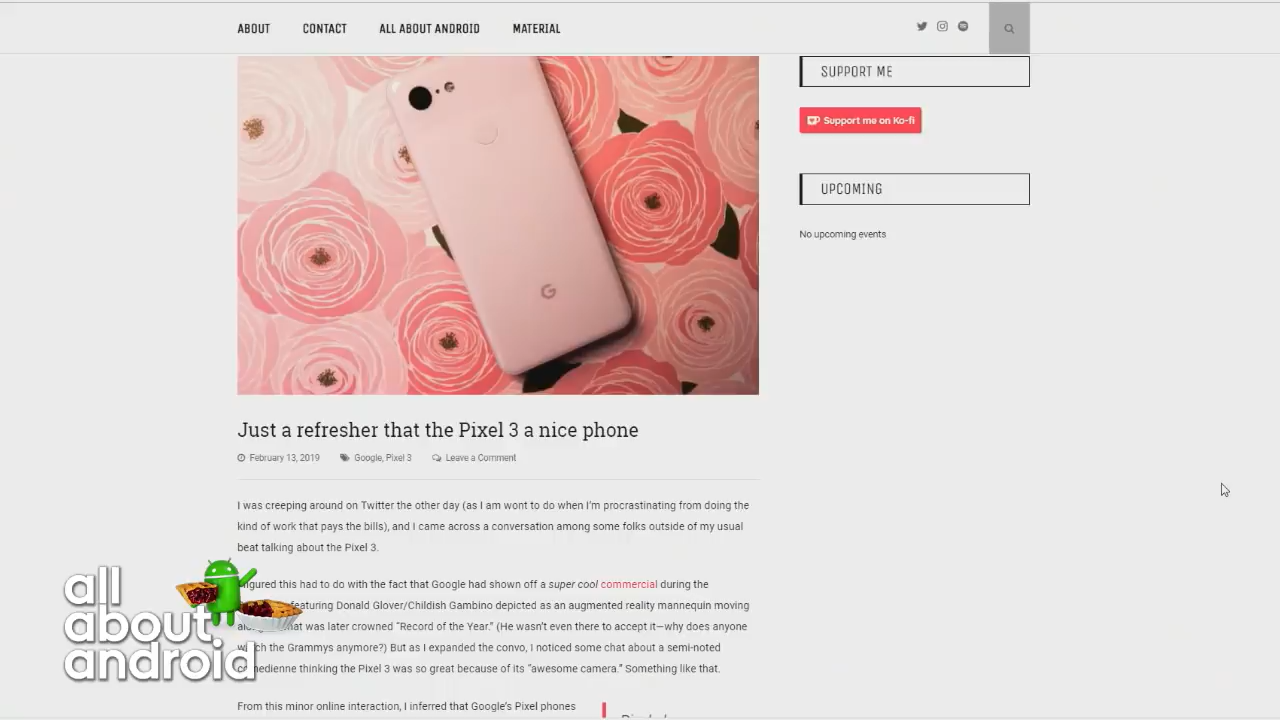 ABOUT CONTACT ALL ABOUT ANDROID MATERIAL
SUPPORT ME
Support me on Ko-fi
UPCOMING
No upcoming events
G
Just a refresher that the Pixel 3 a nice phone
February 13, 2019 Google, Pixel 3 Leave a Comment
I was creeping around on Twitter the other day (as I am wont to do when I'm procrastinating from doing the
kind of work that pays the bills), and I came across a conversation among some folks outside of my usual
beat talking about the Pixel 3.
figured this had to do with the fact that Google had shown off a super cool commercial during the
featuring Donald Glover/Childish Gambino depicted as an augmented reality mannequin moving
was later crowned “Record of the Year.” (He wasn't even there to accept it—why does anyone
the Grammys anymore?) But as I expanded the convo, I noticed some chat about a semi-noted
comedienne thinking the Pixel 3 was so great because of its “awesome camera.” Something like that.
From this minor online interaction, I inferred that Google's Pixel phones
all
about
android